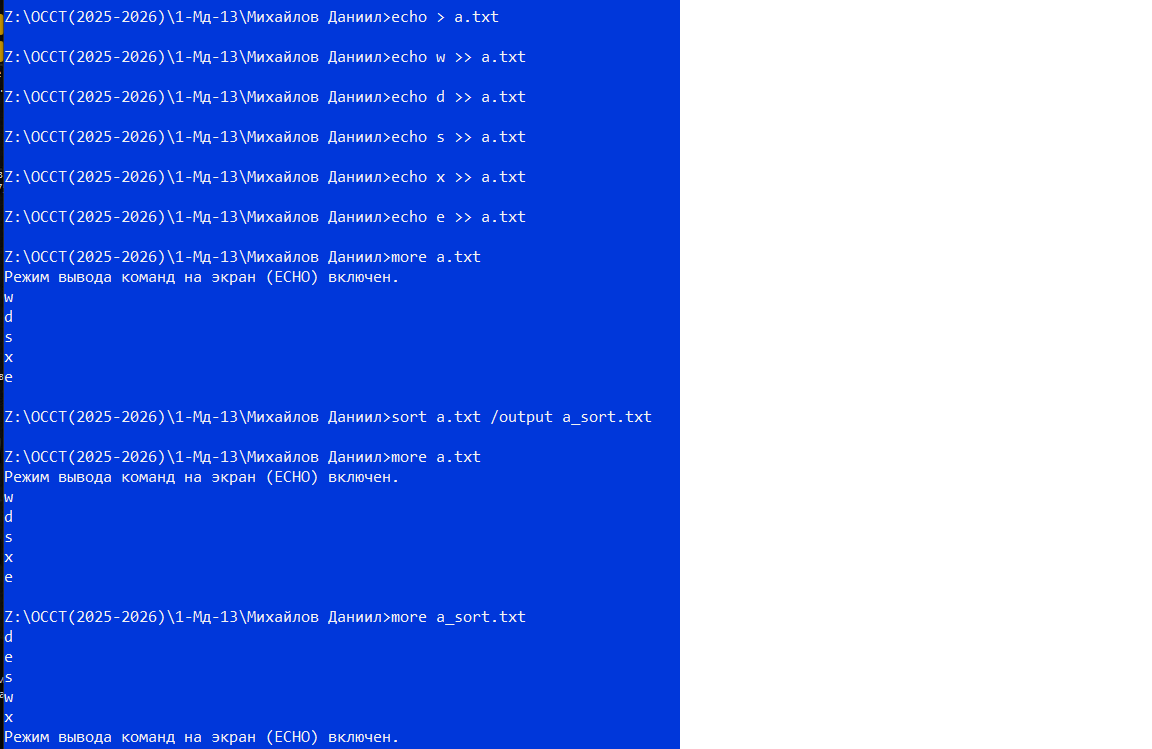 Z:\ОССТ(2025-2026)\1-Мд-13\Михайлов Даниил>echo > a.txt
Z:\ОССТ(2025-2026)\1-Мд-13\Михайлов Даниил>echo w >> a.txt
Z:\ОССТ(2025-2026)\1-Мд-13\Михайлов Даниил>echo d >> a.txt
Z:\ОССТ(2025-2026)\1-Мд-13\Михайлов Даниил>echo s >> a.txt
Z:\ОССТ(2025-2026)\1-Мд-13\Михайлов Даниил>echo x >> a.txt
Z:\ОССТ(2025-2026)\1-Мд-13\Михайлов Даниил>echo e >> a.txt
Z:\ОССТ(2025-2026)\1-Мд-13\Михайлов Даниил>more a.txt
Режим вывода команд на экран (ECHO) включен.
w
d
s
x
e
Z:\ОССТ(2025-2026)\1-Мд-13\Михайлов Даниил>sort a.txt /output a_sort.txt
Z:\ОССТ(2025-2026)\1-Мд-13\Михайлов Даниил>more a.txt
Режим вывода команд на экран (ECHO) включен.
w
d
s
x
e
Z:\ОССТ(2025-2026)\1-Мд-13\Михайлов Даниил>more a_sort.txt
d
e
s
w
x
Режим вывода команд на экран (ECHO) включен.